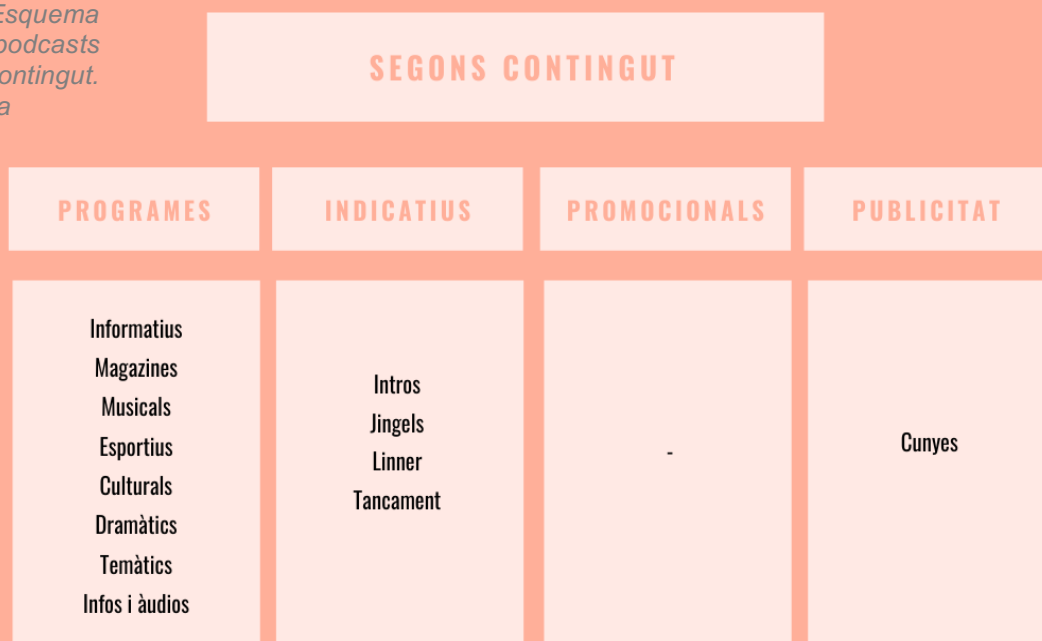 Esquema
podcasts
contingut.
a
SEGONS CONTINGUT
PROGRAMES
INDICATIUS
PROMOCIONALS
PUBLICITAT
Informatius
Magazines
Musicals
Esportius
Culturals
Dramàtics
Temàtics
Infos i àudios
Intros
Jingels
Linner
Tancament
-
Cunyes